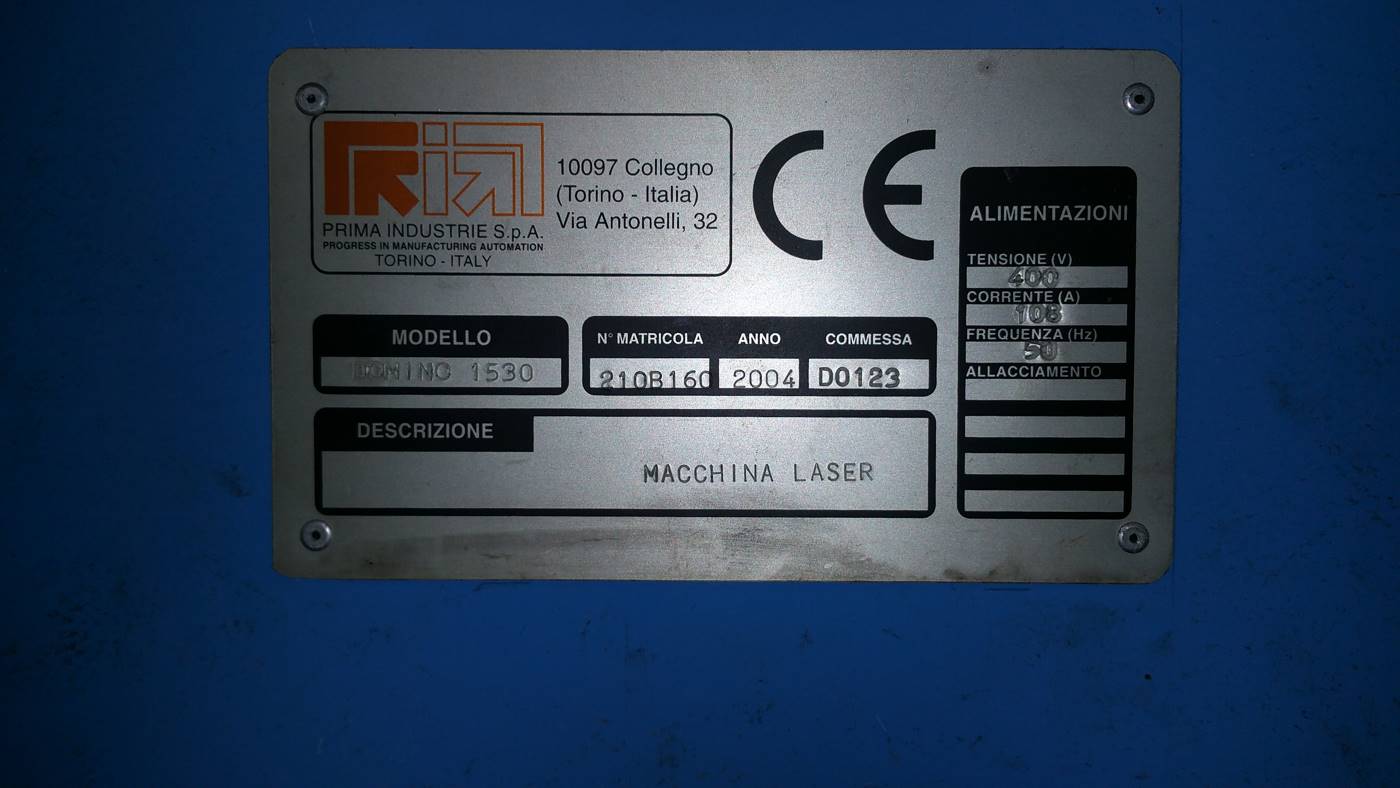 PRIMA INDUSTRIE S.p.A.
PROGRESS IN MANUFACTURING AUTOMATION
TORINO - ITALY
10097 Collegno
(Torino - Italia)
Via Antonelli, 32
CE
MODELLO
DOMINO 1530
N° MATRICOLA
210B160
ANNO
2004
COMMESSA
D0123
DESCRIZIONE
MACCHINA LASER
ALIMENTAZIONI
TENSIONE (V)
400
CORRENTE (A)
108
FREQUENZA (Hz)
50
ALLACCIAMENTO